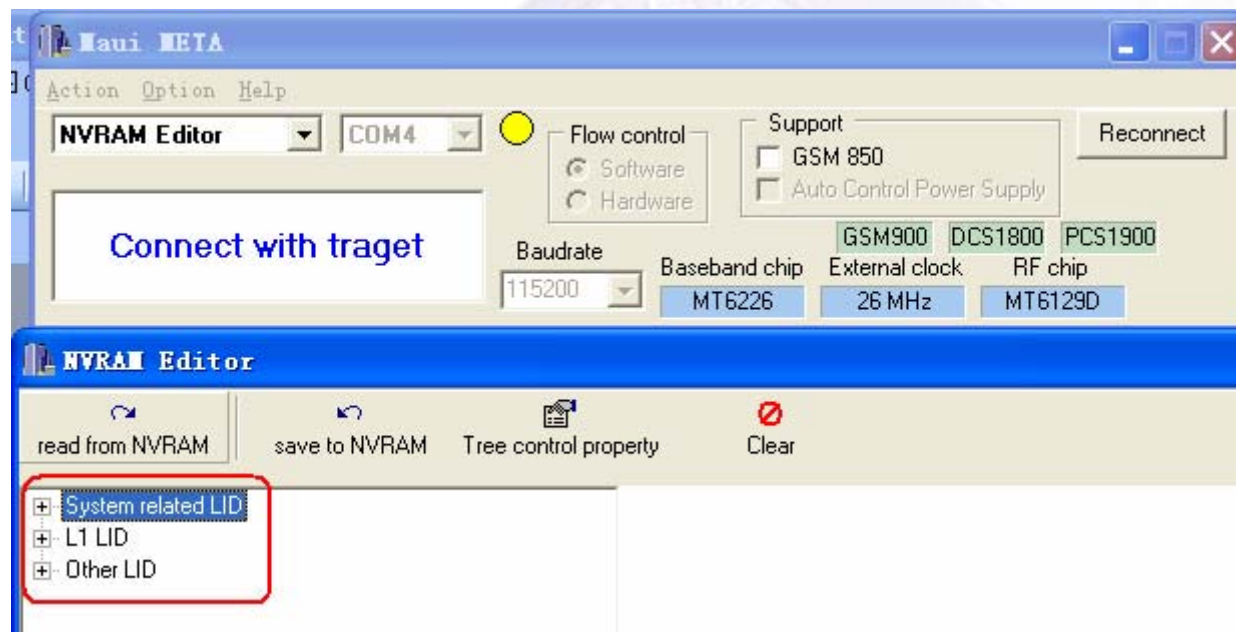 Maui META
Action Option Help
NVRAM Editor
COM4
Flow control
Software
Hardware
Support
GSM 850
Auto Control Power Supply
Reconnect
Connect with traget
Baudrate
115200
GSM900 DCS1800 PCS1900
Baseband chip External clock RF chip
MT6226 26 MHz MT6129D
NVRAM Editor
read from NVRAM save to NVRAM Tree control property Clear
System related LID
L1 LID
Other LID